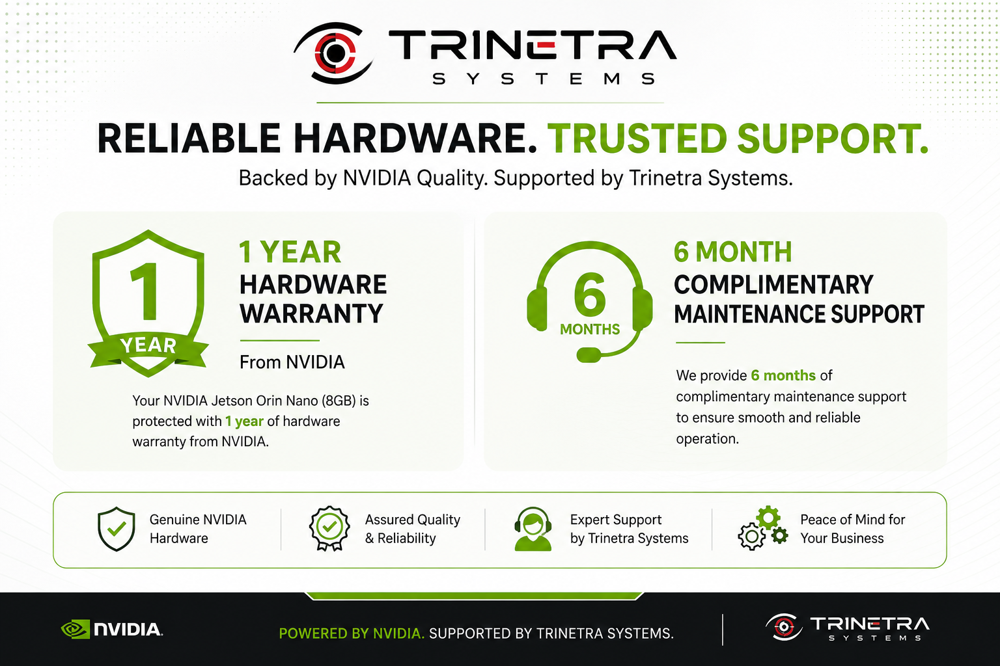 TRINETRA
SYSTEMS
RELIABLE HARDWARE. TRUSTED SUPPORT.
Backed by NVIDIA Quality. Supported by Trinetra Systems.
1
YEAR
1 YEAR
HARDWARE
WARRANTY
From NVIDIA
Your NVIDIA Jetson Orin Nano (8GB) is
protected with 1 year of hardware
warranty from NVIDIA.
6
MONTHS
6 MONTH
COMPLIMENTARY
MAINTENANCE SUPPORT
We provide 6 months of
complimentary maintenance support
to ensure smooth and reliable
operation.
Genuine NVIDIA
Hardware
Assured Quality
& Reliability
Expert Support
by Trinetra Systems
Peace of Mind for
Your Business
NVIDIA.
POWERED BY NVIDIA. SUPPORTED BY TRINETRA SYSTEMS.
TRINETRA
SYSTEMS